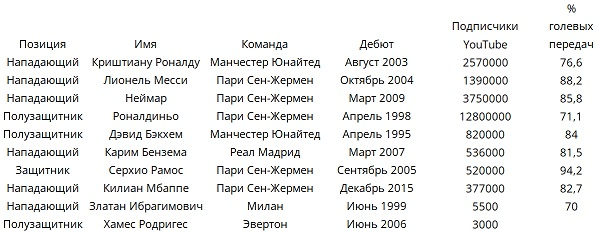 %
Подписчики голевых
Позиция Имя Команда Дебют YouTube передач
Нападающий Криштиану Роналду Манчестер Юнайтед Август 2003 2570000 76,6
Нападающий Лионель Месси Пари Сен-Жермен Октябрь 2004 1390000 88,2
Нападающий Неймар Пари Сен-Жермен Март 2009 3750000 85,8
Полузащитник Роналдиньо Пари Сен-Жермен Апрель 1998 12800000 71,1
Полузащитник Дэвид Бэкхем Манчестер Юнайтед Апрель 1995 820000 84
Нападающий Карим Бензема Реал Мадрид Март 2007 536000 81,5
Защитник Серхио Рамос Пари Сен-Жермен Сентябрь 2005 520000 94,2
Нападающий Килиан Мбаппе Пари Сен-Жермен Декабрь 2015 377000 82,7
Нападающий Златан Ибрагимович Милан Июнь 1999 5500 70
Полузащитник Хамес Родригес Эвертон Июнь 2006 3000